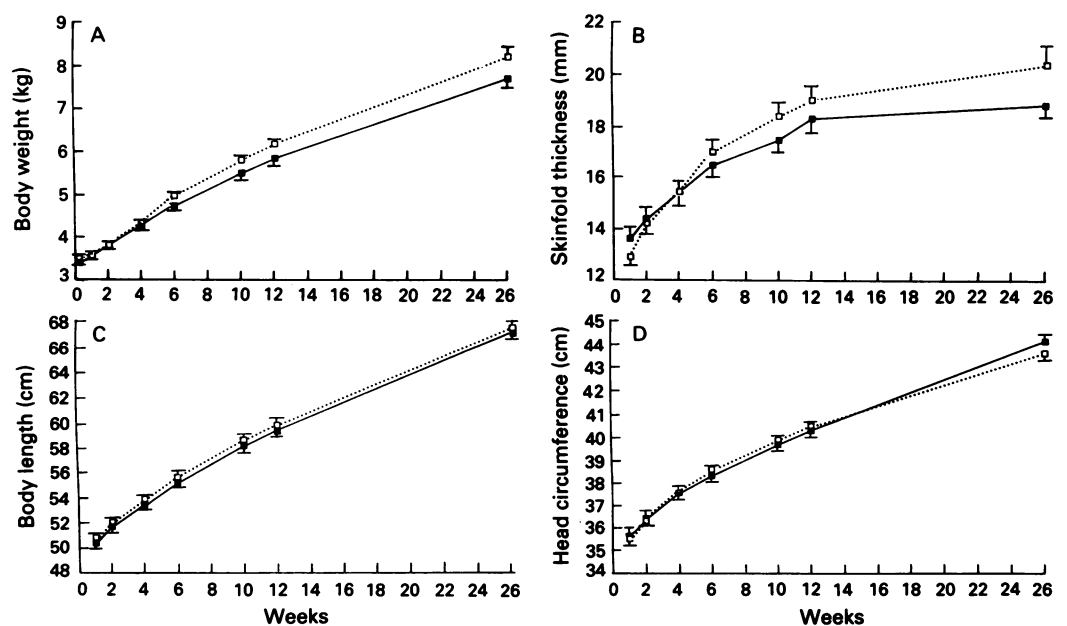 A
Body weight (kg)
9
8
7
6
5
4
3
0 2 4 6 8 10 12 14 16 18 20 22 24 26
B
Skinfold thickness (mm)
22
20
18
16
14
12
0 2 4 6 8 10 12 14 16 18 20 22 24 26
C
Body length (cm)
68
66
64
62
60
58
56
54
52
50
48
0 2 4 6 8 10 12 14 16 18 20 22 24 26
Weeks
D
Head circumference (cm)
45
44
43
42
41
40
39
38
37
36
35
34
0 2 4 6 8 10 12 14 16 18 20 22 24 26
Weeks